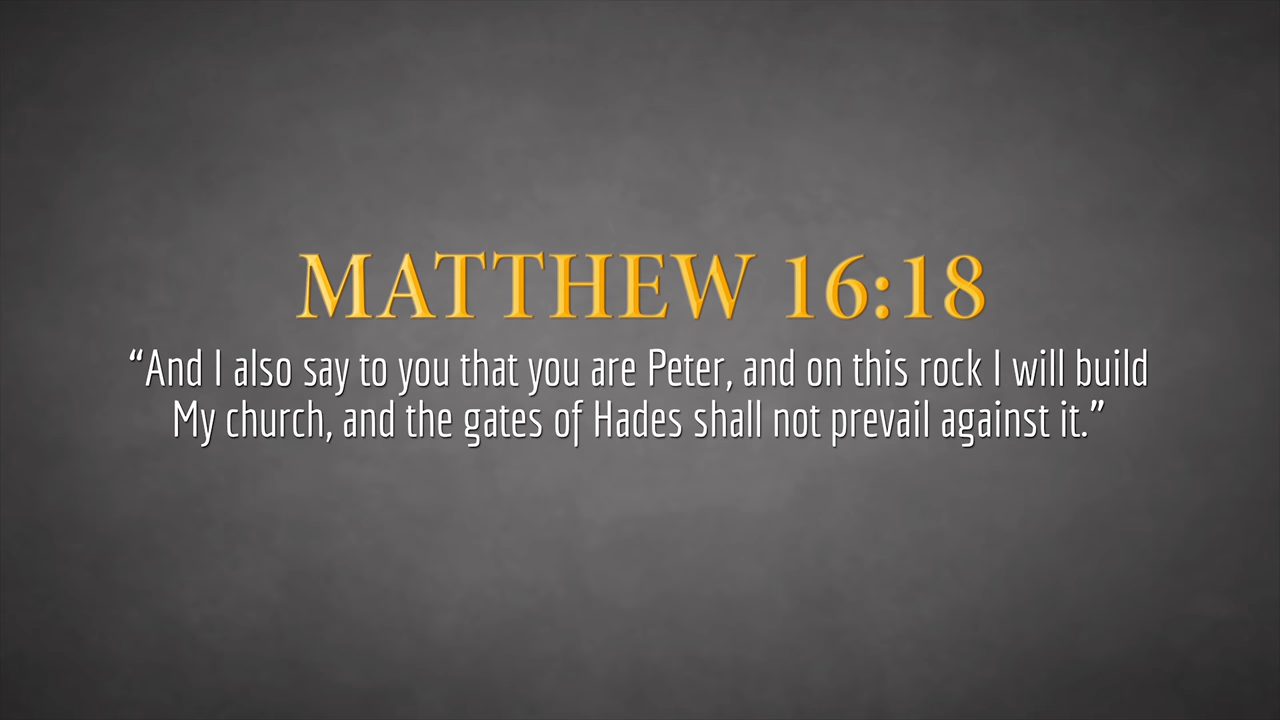 MATTHEW 16:18
“And I also say to you that you are Peter, and on this rock I will build
My church, and the gates of Hades shall not prevail against it.”